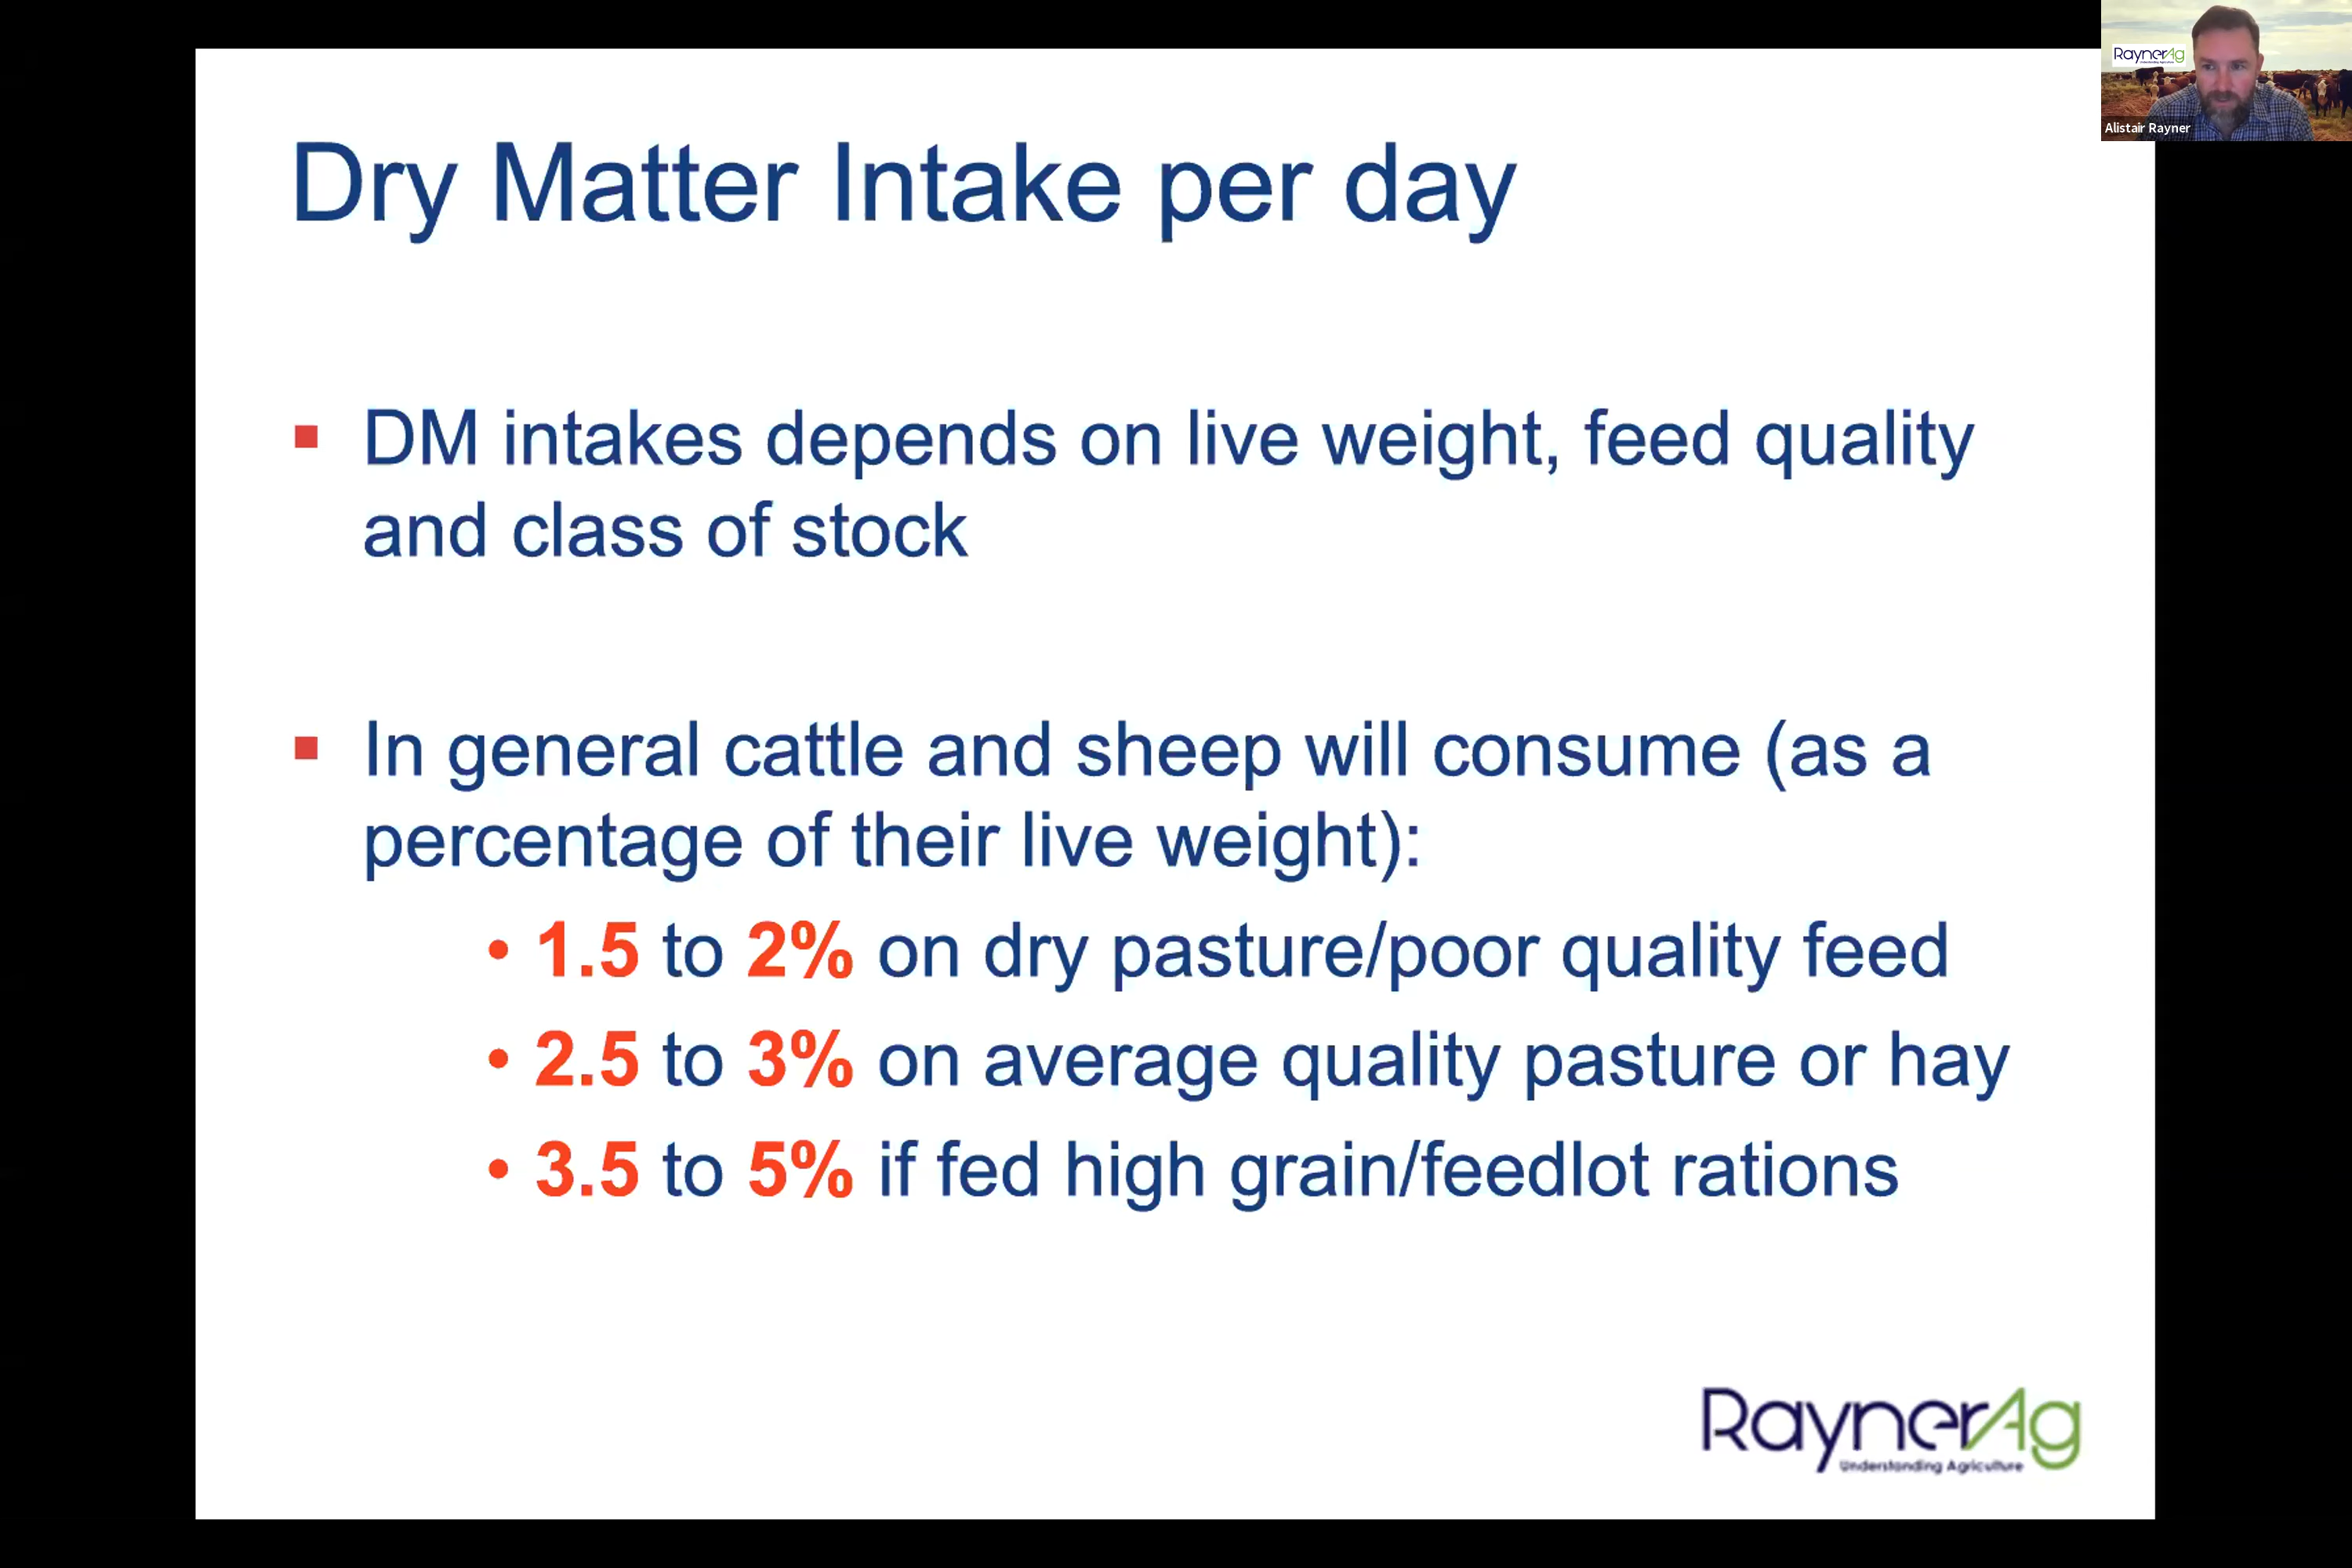 RaynerAg
Alistair Rayner
Dry Matter Intake per day
▪ DM intakes depends on live weight, feed quality
and class of stock
▪ In general cattle and sheep will consume (as a
percentage of their live weight):
• 1.5 to 2% on dry pasture/poor quality feed
• 2.5 to 3% on average quality pasture or hay
• 3.5 to 5% if fed high grain/feedlot rations
RaynerAg
Understanding Agriculture